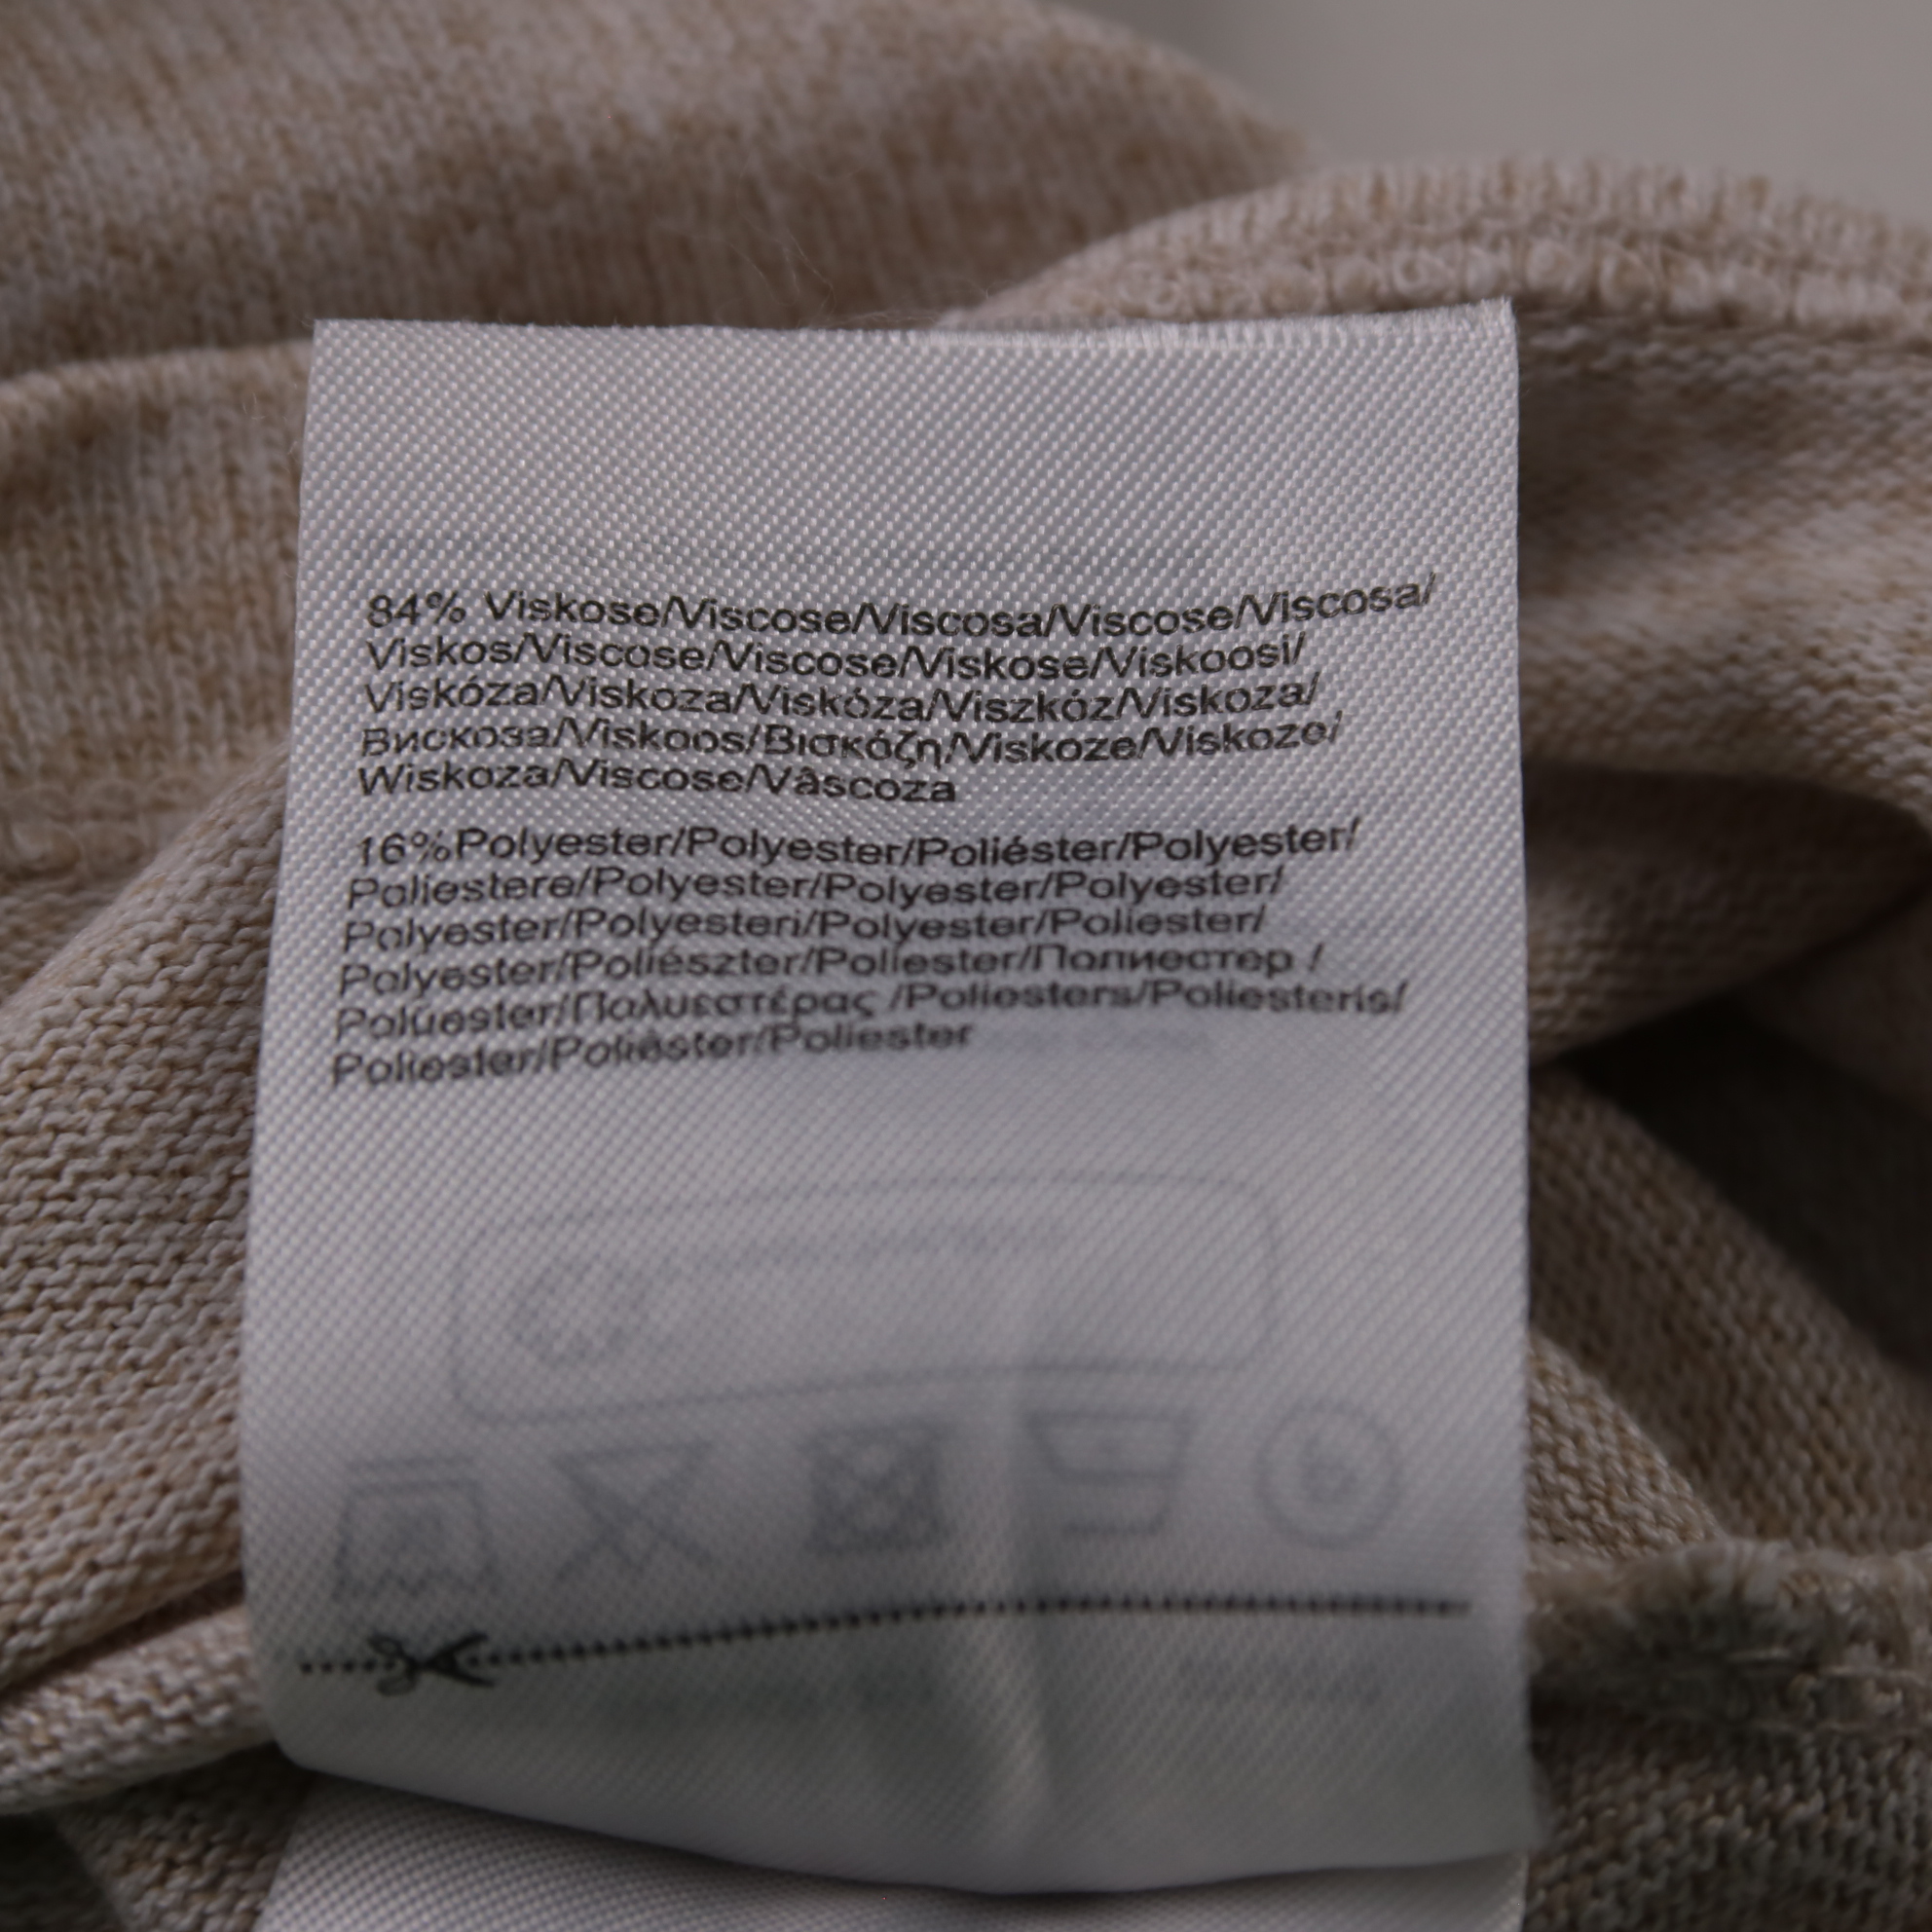 84% Viskose/Viscose/Viscosa/Viscose/Viscosa/
Viskos/Viscose/Viscose/Viskose/Viskoosi/
Viskóza/Viskoza/Viskóza/Viszkóz/Viskoza/
Вискоза/Viskoos/Βισκόζη/Viskoze/Viskoze/
Wiskoza/Viscose/Vâscoza
16%Polyester/Polyester/Poliéster/Polyester/
Poliestere/Polyester/Polyester/Polyester/
Polyester/Polyesteri/Polyester/Poliester/
Polyester/Poliészter/Poliester/Полиестер /
Polüester/Πολυεστέρας /Poliesters/Poliesteris/
Poliester/Poliéster/Poliester